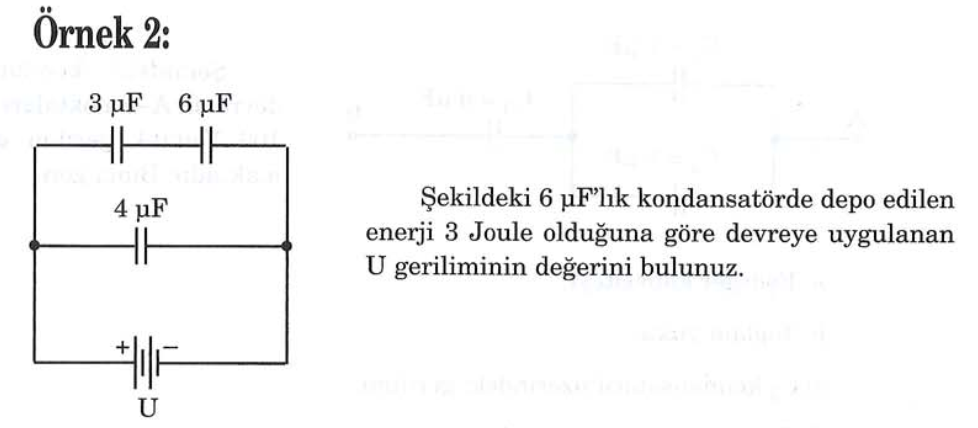 Örnek 2:
3 µF 6 µF
4 µF
+ −
U
Şekildeki 6 µF’lık kondansatörde depo edilen
enerji 3 Joule olduğuna göre devreye uygulanan
U geriliminin değerini bulunuz.